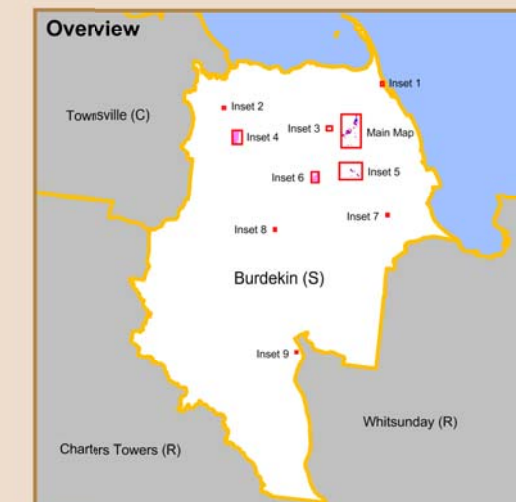 Overview
Inset 1
Inset 2
Townsville (C)
Inset 3
Main Map
Inset 4
Inset 5
Inset 6
Inset 7
Inset 8
Burdekin (S)
Inset 9
Whitsunday (R)
Charters Towers (R)